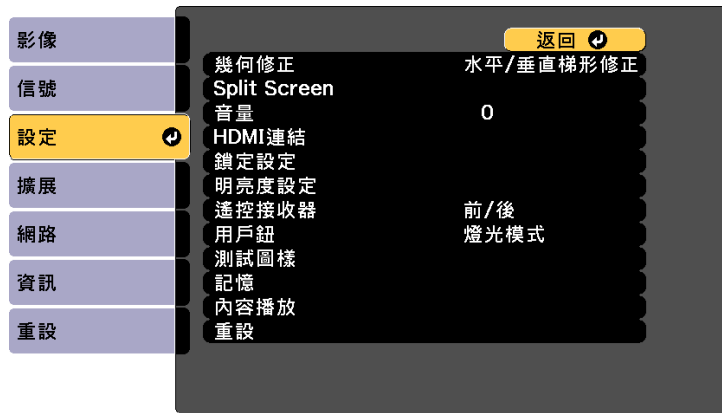 影像
信號
設定
擴展
網路
資訊
重設
返回
幾何修正 水平/垂直梯形修正
Split Screen
音量 0
HDMI連結
鎖定設定
明亮度設定
遙控接收器 前/後
用戶鈕 燈光模式
測試圖樣
記憶
內容播放
重設